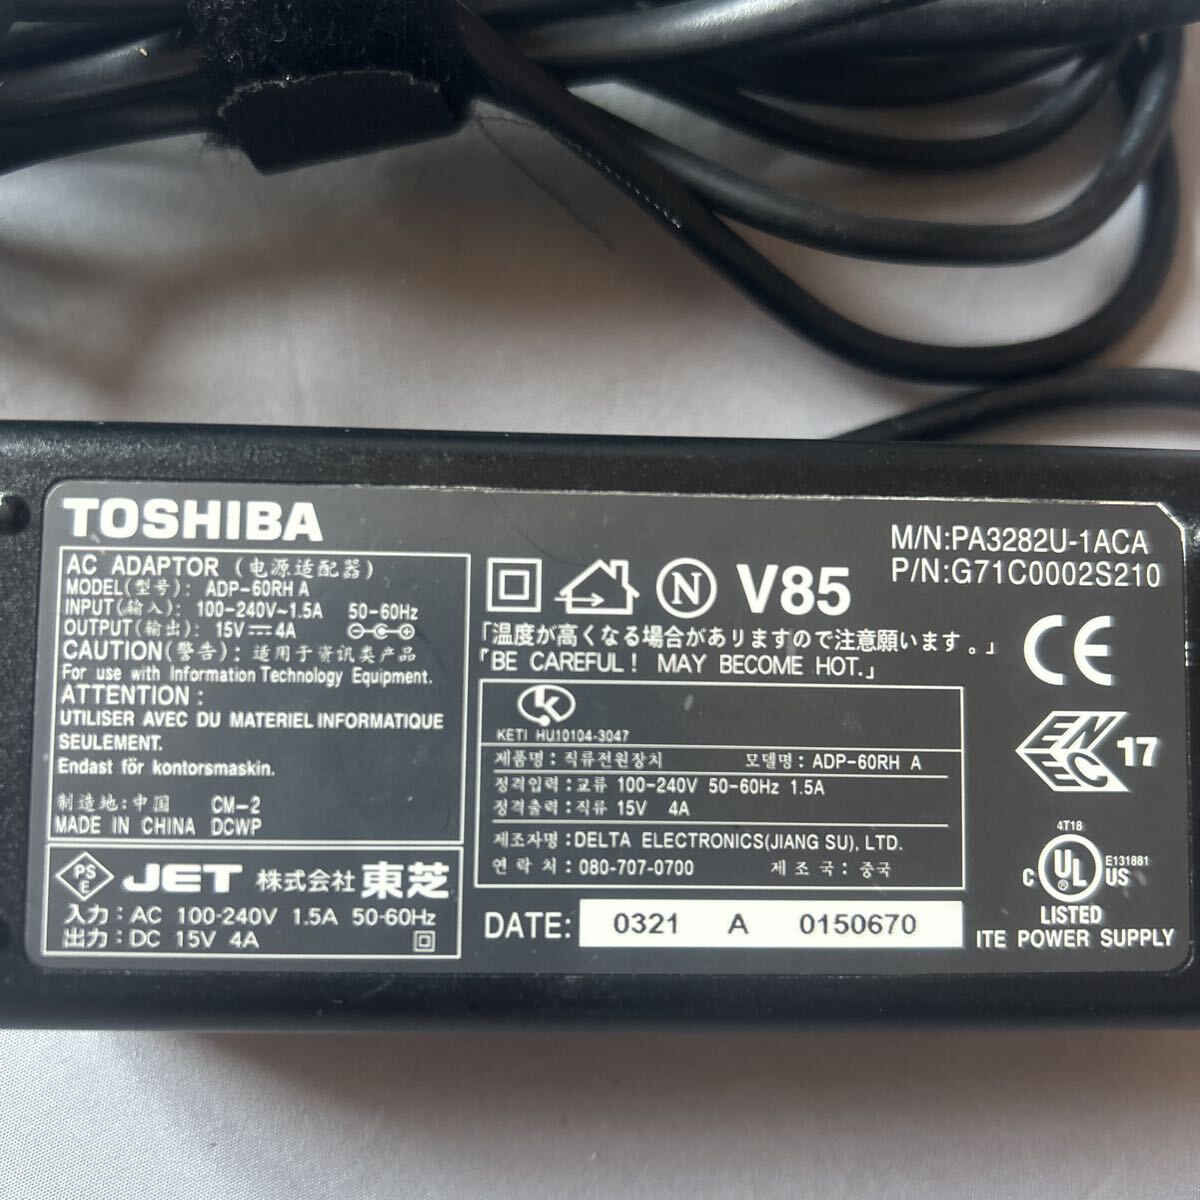 TOSHIBA
M/N:PA3282U-1ACA
P/N:G71C0002S210
AC ADAPTOR (电源适配器)
MODEL(型号): ADP-60RH A
INPUT(输入): 100-240V~1.5A 50-60Hz
OUTPUT(输出): 15V⎓4A
CAUTION(警告): 适用于资讯类产品
For use with Information Technology Equipment.
ATTENTION :
UTILISER AVEC DU MATERIEL INFORMATIQUE
SEULEMENT.
Endast för kontorsmaskin.
制造地:中国 CM-2
MADE IN CHINA DCWP
PS
E
JET 株式会社 東芝
入力 : AC 100-240V 1.5A 50-60Hz
出力 : DC 15V 4A
N V85
「温度が高くなる場合がありますので注意願います。」
「BE CAREFUL! MAY BECOME HOT.」
K
KETI HU10104-3047
제품명 : 직류전원장치 모델명 : ADP-60RH A
정격입력 : 교류 100-240V 50-60Hz 1.5A
정격출력 : 직류 15V 4A
제조자명 : DELTA ELECTRONICS(JIANG SU), LTD.
연 락 처 : 080-707-0700 제 조 국 : 중국
DATE: 0321 A 0150670
CE
EN
EC
17
4T18
C UL ® US
E131881
LISTED
ITE POWER SUPPLY